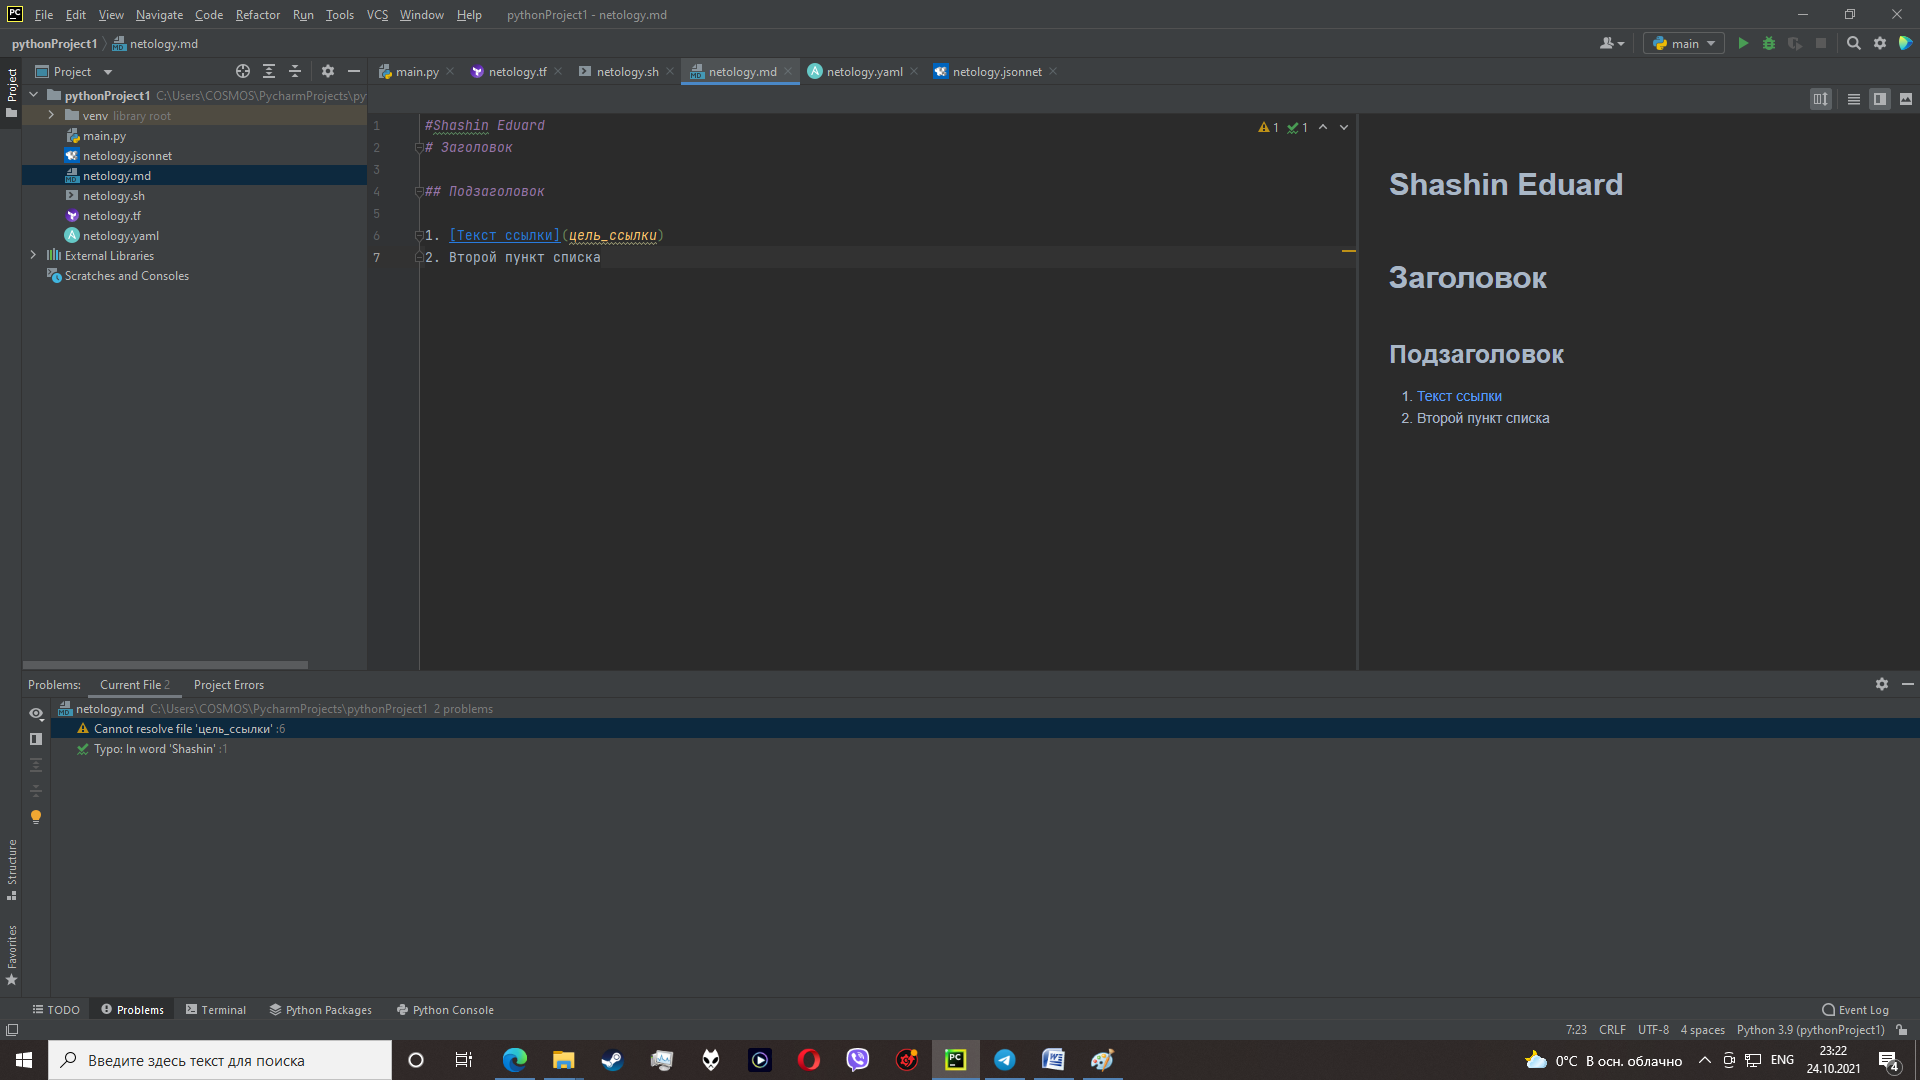 File Edit View Navigate Code Refactor Run Tools VCS Window Help pythonProject1 - netology.md
pythonProject1 netology.md
main
Project
main.py netology.tf netology.sh netology.md netology.yaml netology.jsonnet
Project
pythonProject1 C:\Users\COSMOS\PycharmProjects\py
venv library root
main.py
netology.jsonnet
netology.md
netology.sh
netology.tf
netology.yaml
External Libraries
Scratches and Consoles
1 #Shashin Eduard
2 # Заголовок
3
4 ## Подзаголовок
5
6 1. [Текст ссылки](цель_ссылки)
7 2. Второй пункт списка
1 1
Shashin Eduard
Заголовок
Подзаголовок
1. Текст ссылки
2. Второй пункт списка
Problems: Current File 2 Project Errors
netology.md C:\Users\COSMOS\PycharmProjects\pythonProject1 2 problems
Cannot resolve file 'цель_ссылки' :6
Typo: In word 'Shashin' :1
Structure
Favorites
TODO Problems Terminal Python Packages Python Console Event Log
7:23 CRLF UTF-8 4 spaces Python 3.9 (pythonProject1)
Введите здесь текст для поиска
0°C В осн. облачно ENG
23:22
24.10.2021
4